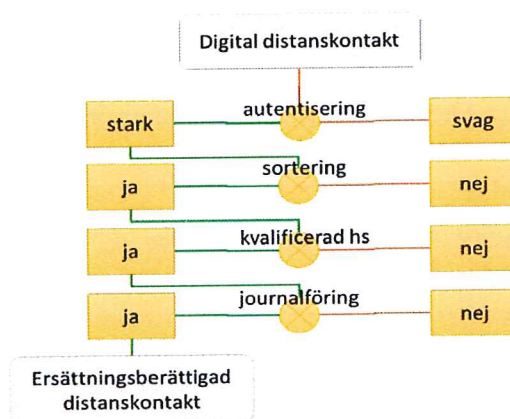 Digital distanskontakt
autentisering
stark
svag
sortering
ja
nej
kvalificerad hs
ja
nej
journalföring
ja
nej
Ersättningsberättigad
distanskontakt